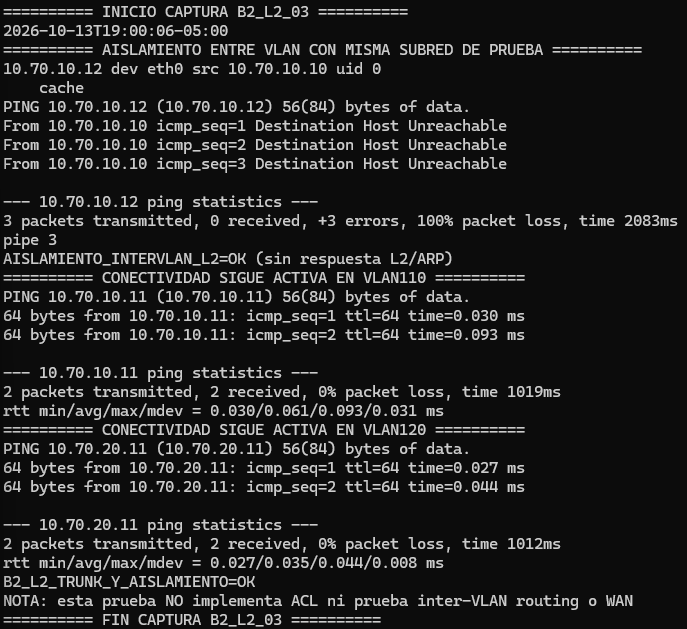 ========== INICIO CAPTURA B2_L2_03 ==========
2026-10-13T19:00:06-05:00
========== AISLAMIENTO ENTRE VLAN CON MISMA SUBRED DE PRUEBA ==========
10.70.10.12 dev eth0 src 10.70.10.10 uid 0
    cache
PING 10.70.10.12 (10.70.10.12) 56(84) bytes of data.
From 10.70.10.10 icmp_seq=1 Destination Host Unreachable
From 10.70.10.10 icmp_seq=2 Destination Host Unreachable
From 10.70.10.10 icmp_seq=3 Destination Host Unreachable

--- 10.70.10.12 ping statistics ---
3 packets transmitted, 0 received, +3 errors, 100% packet loss, time 2083ms
pipe 3
AISLAMIENTO_INTERVLAN_L2=OK (sin respuesta L2/ARP)
========== CONECTIVIDAD SIGUE ACTIVA EN VLAN110 ==========
PING 10.70.10.11 (10.70.10.11) 56(84) bytes of data.
64 bytes from 10.70.10.11: icmp_seq=1 ttl=64 time=0.030 ms
64 bytes from 10.70.10.11: icmp_seq=2 ttl=64 time=0.093 ms

--- 10.70.10.11 ping statistics ---
2 packets transmitted, 2 received, 0% packet loss, time 1019ms
rtt min/avg/max/mdev = 0.030/0.061/0.093/0.031 ms
========== CONECTIVIDAD SIGUE ACTIVA EN VLAN120 ==========
PING 10.70.20.11 (10.70.20.11) 56(84) bytes of data.
64 bytes from 10.70.20.11: icmp_seq=1 ttl=64 time=0.027 ms
64 bytes from 10.70.20.11: icmp_seq=2 ttl=64 time=0.044 ms

--- 10.70.20.11 ping statistics ---
2 packets transmitted, 2 received, 0% packet loss, time 1012ms
rtt min/avg/max/mdev = 0.027/0.035/0.044/0.008 ms
B2_L2_TRUNK_Y_AISLAMIENTO=OK
NOTA: esta prueba NO implementa ACL ni prueba inter-VLAN routing o WAN
========== FIN CAPTURA B2_L2_03 ==========